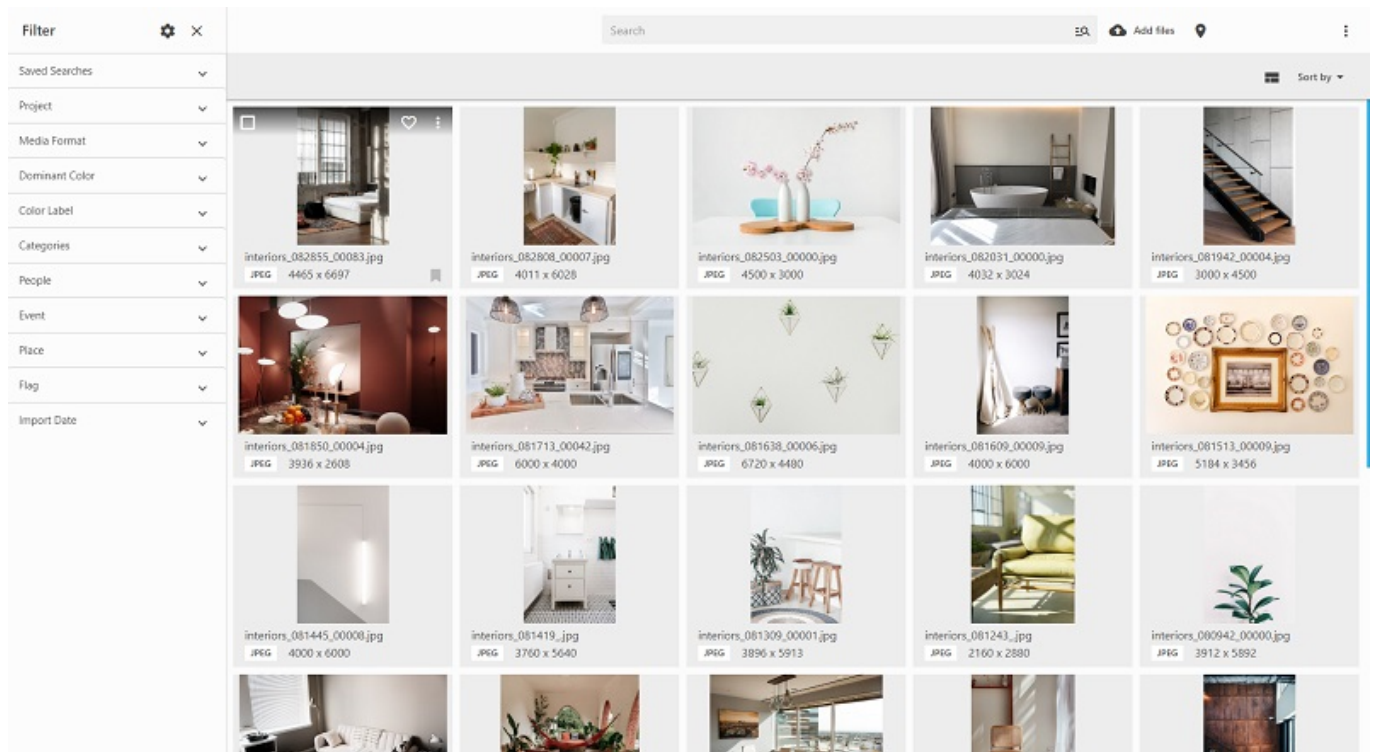 Filter
Search
Add files
Saved Searches
Sort by
Project
Media Format
Dominant Color
Color Label
Categories
People
Event
Place
Flag
Import Date
interiors_082855_00083.jpg
JPEG 4465 x 6697
interiors_082808_00007.jpg
JPEG 4011 x 6028
interiors_082503_00000.jpg
JPEG 4500 x 3000
interiors_082031_00000.jpg
JPEG 4032 x 3024
interiors_081942_00004.jpg
JPEG 3000 x 4500
interiors_081850_00004.jpg
JPEG 3936 x 2608
interiors_081713_00042.jpg
JPEG 6000 x 4000
interiors_081638_00006.jpg
JPEG 6720 x 4480
interiors_081609_00009.jpg
JPEG 4000 x 6000
interiors_081513_00009.jpg
JPEG 5184 x 3456
interiors_081445_00008.jpg
JPEG 4000 x 6000
interiors_081419_.jpg
JPEG 3760 x 5640
interiors_081309_00001.jpg
JPEG 3896 x 5913
interiors_081243_.jpg
JPEG 2160 x 2880
interiors_080942_00000.jpg
JPEG 3912 x 5892